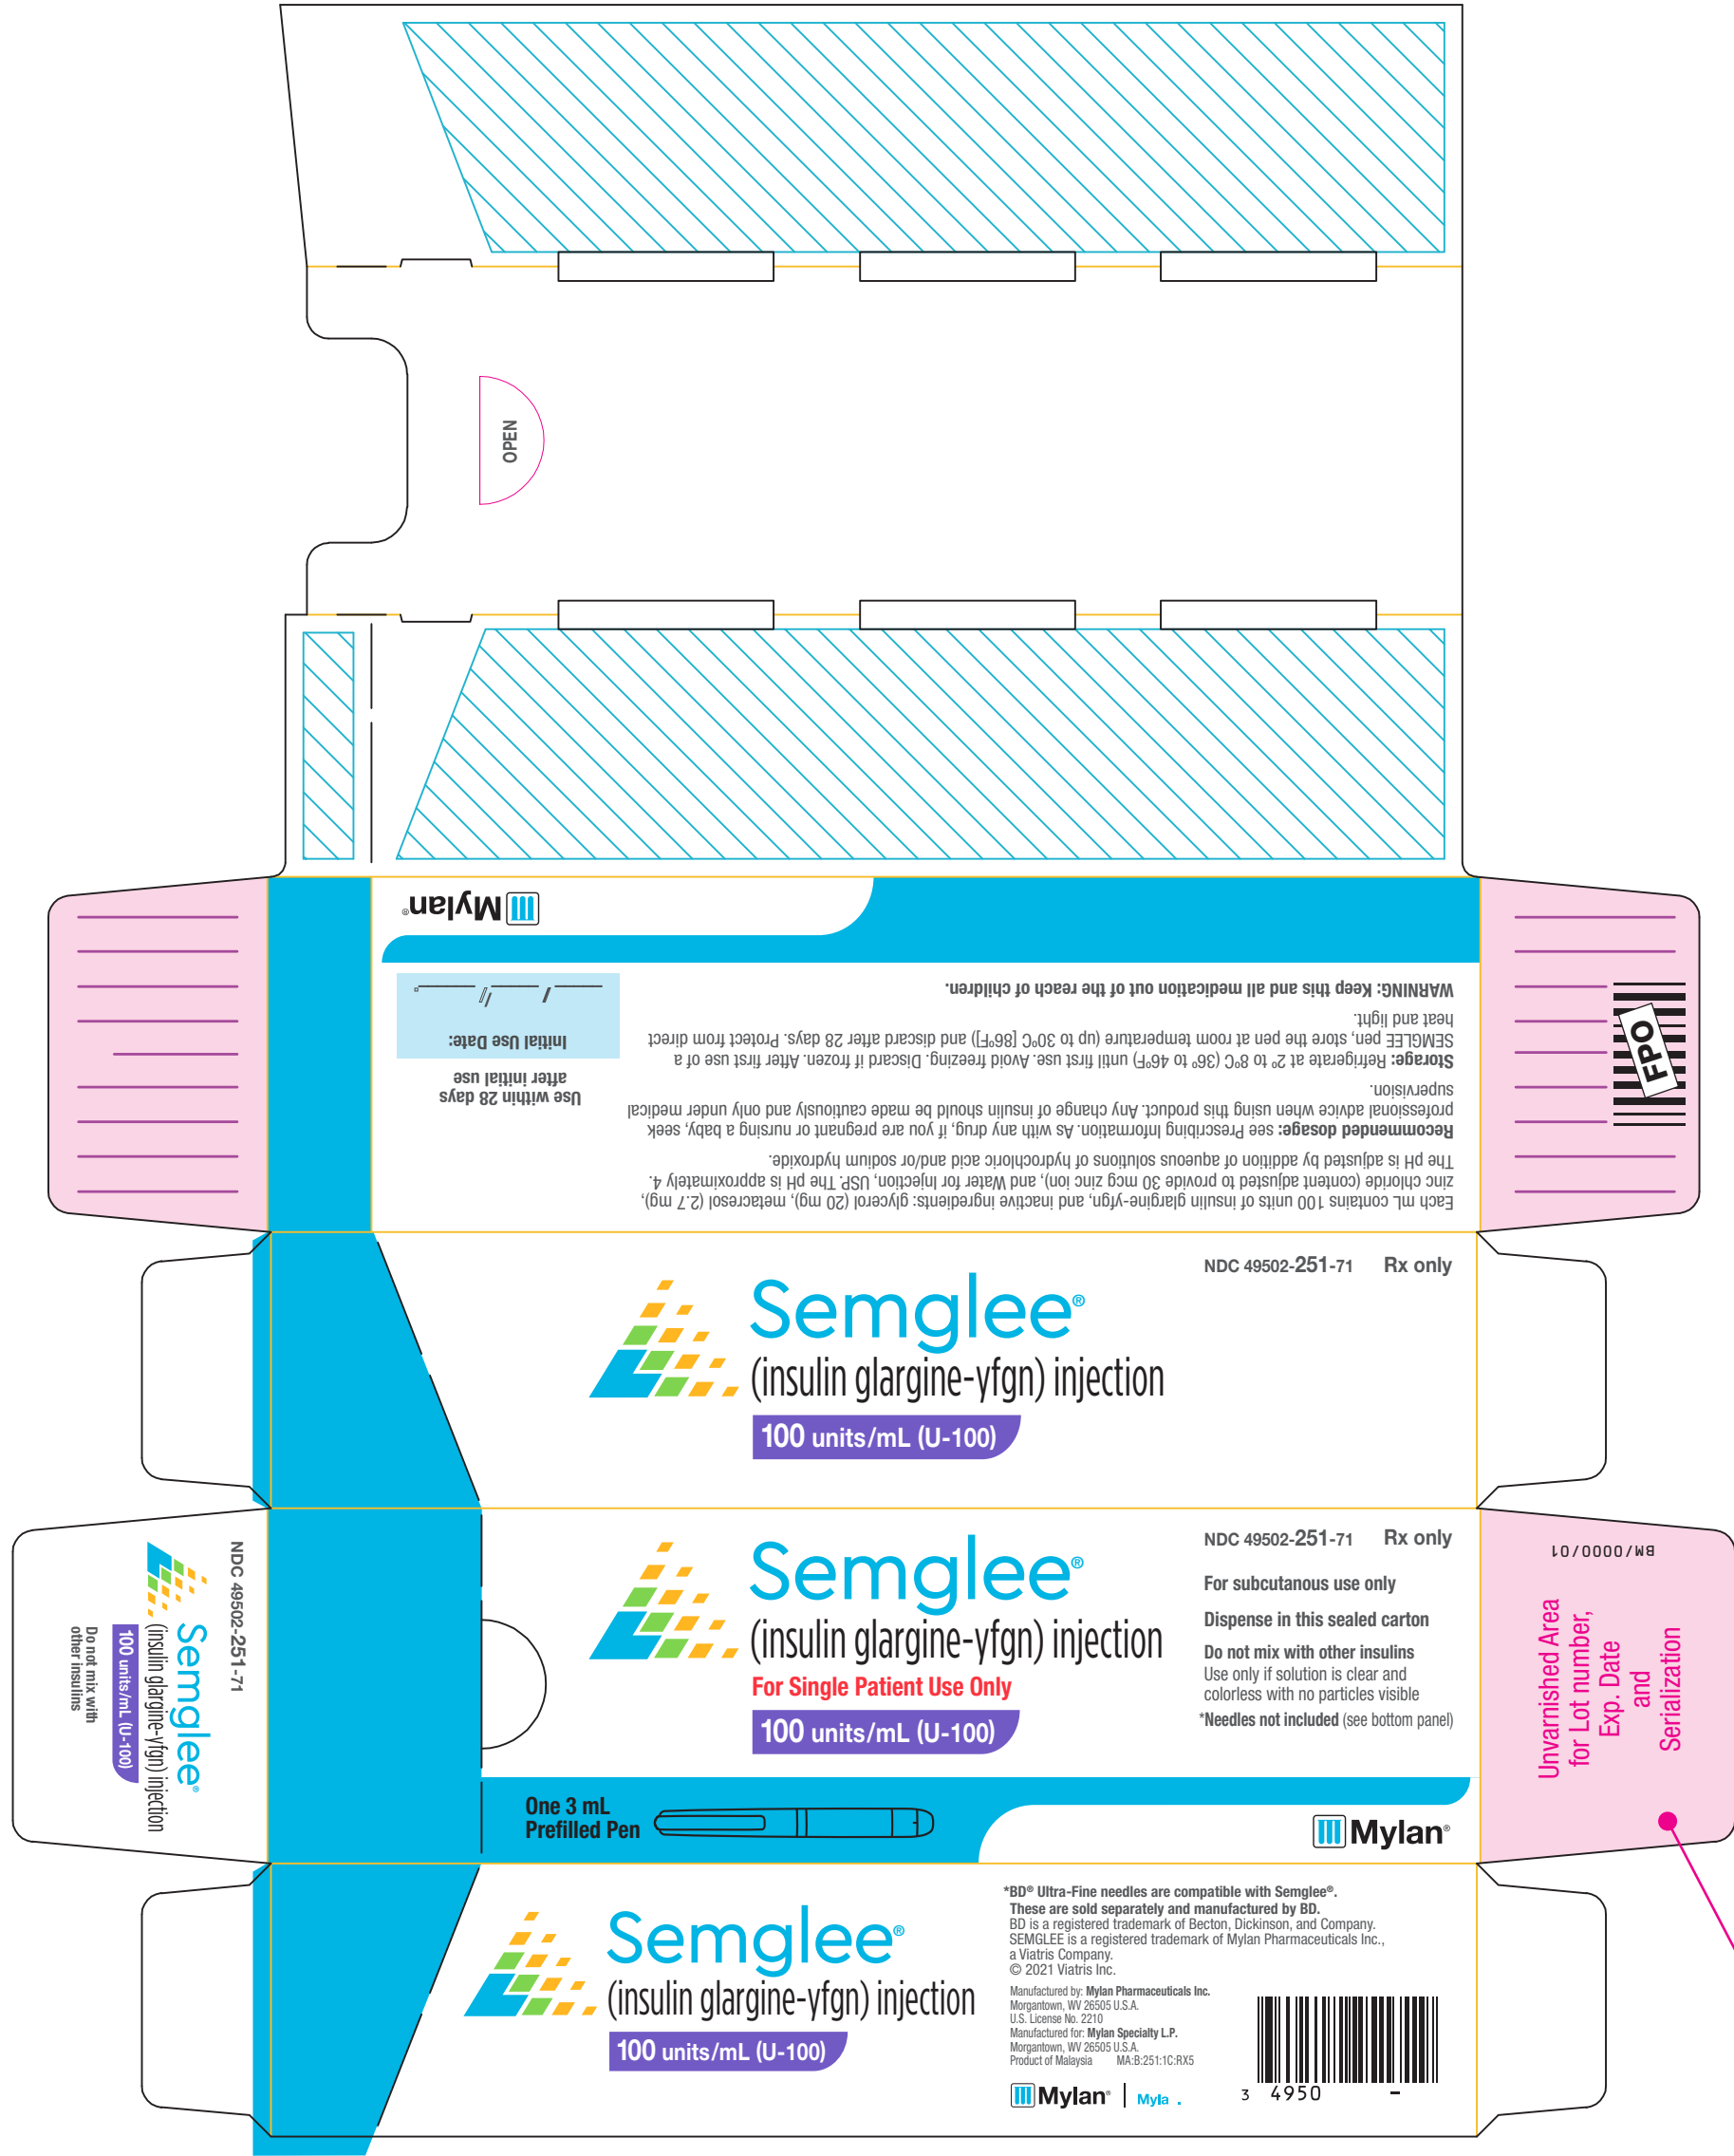 OPEN
Mylan®
WARNING: Keep this and all medication out of the reach of children.
Storage: Refrigerate at 2º to 8ºC (36º to 46ºF) until first use. Avoid freezing. Discard if frozen. After first use of a
SEMGLEE pen, store the pen at room temperature (up to 30ºC [86ºF]) and discard after 28 days. Protect from direct
heat and light.
Recommended dosage: see Prescribing Information. As with any drug, if you are pregnant or nursing a baby, seek
professional advice when using this product. Any change of insulin should be made cautiously and only under medical
supervision.
Each mL contains 100 units of insulin glargine-yfgn, and inactive ingredients: glycerol (20 mg), metacresol (2.7 mg),
zinc chloride (content adjusted to provide 30 mcg zinc ion), and Water for Injection, USP. The pH is approximately 4.
The pH is adjusted by addition of aqueous solutions of hydrochloric acid and/or sodium hydroxide.
Use within 28 days
after initial use
Initial Use Date:
_____ / _____ / _____
FPO
NDC 49502-251-71 Rx only
Semglee®
(insulin glargine-yfgn) injection
100 units/mL (U-100)
NDC 49502-251-71
Semglee®
(insulin glargine-yfgn) injection
100 units/mL (U-100)
Do not mix with
other insulins
Semglee®
(insulin glargine-yfgn) injection
For Single Patient Use Only
100 units/mL (U-100)
NDC 49502-251-71 Rx only
For subcutanous use only
Dispense in this sealed carton
Do not mix with other insulins
Use only if solution is clear and
colorless with no particles visible
*Needles not included (see bottom panel)
One 3 mL
Prefilled Pen
Mylan®
BM/0000/01
Unvarnished Area
for Lot number,
Exp. Date
and
Serialization
Semglee®
(insulin glargine-yfgn) injection
100 units/mL (U-100)
*BD® Ultra-Fine needles are compatible with Semglee®.
These are sold separately and manufactured by BD.
BD is a registered trademark of Becton, Dickinson, and Company.
SEMGLEE is a registered trademark of Mylan Pharmaceuticals Inc.,
a Viatris Company.
© 2021 Viatris Inc.
Manufactured by: Mylan Pharmaceuticals Inc.
Morgantown, WV 26505 U.S.A.
U.S. License No. 2210
Manufactured for: Mylan Specialty L.P.
Morgantown, WV 26505 U.S.A.
Product of Malaysia MA:B:251:1C:RX5
Mylan® | Myla .
3 4950 -